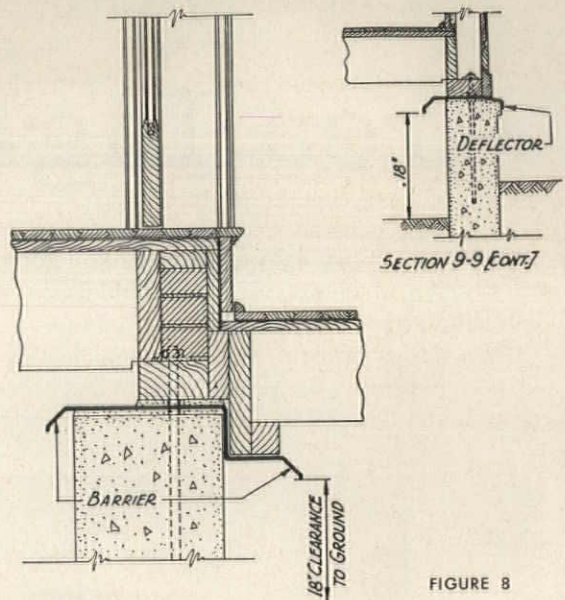 DEFLECTOR
.18"
SECTION 9-9 [CONT.]
BARRIER
18" CLEARANCE
TO GROUND
FIGURE 8